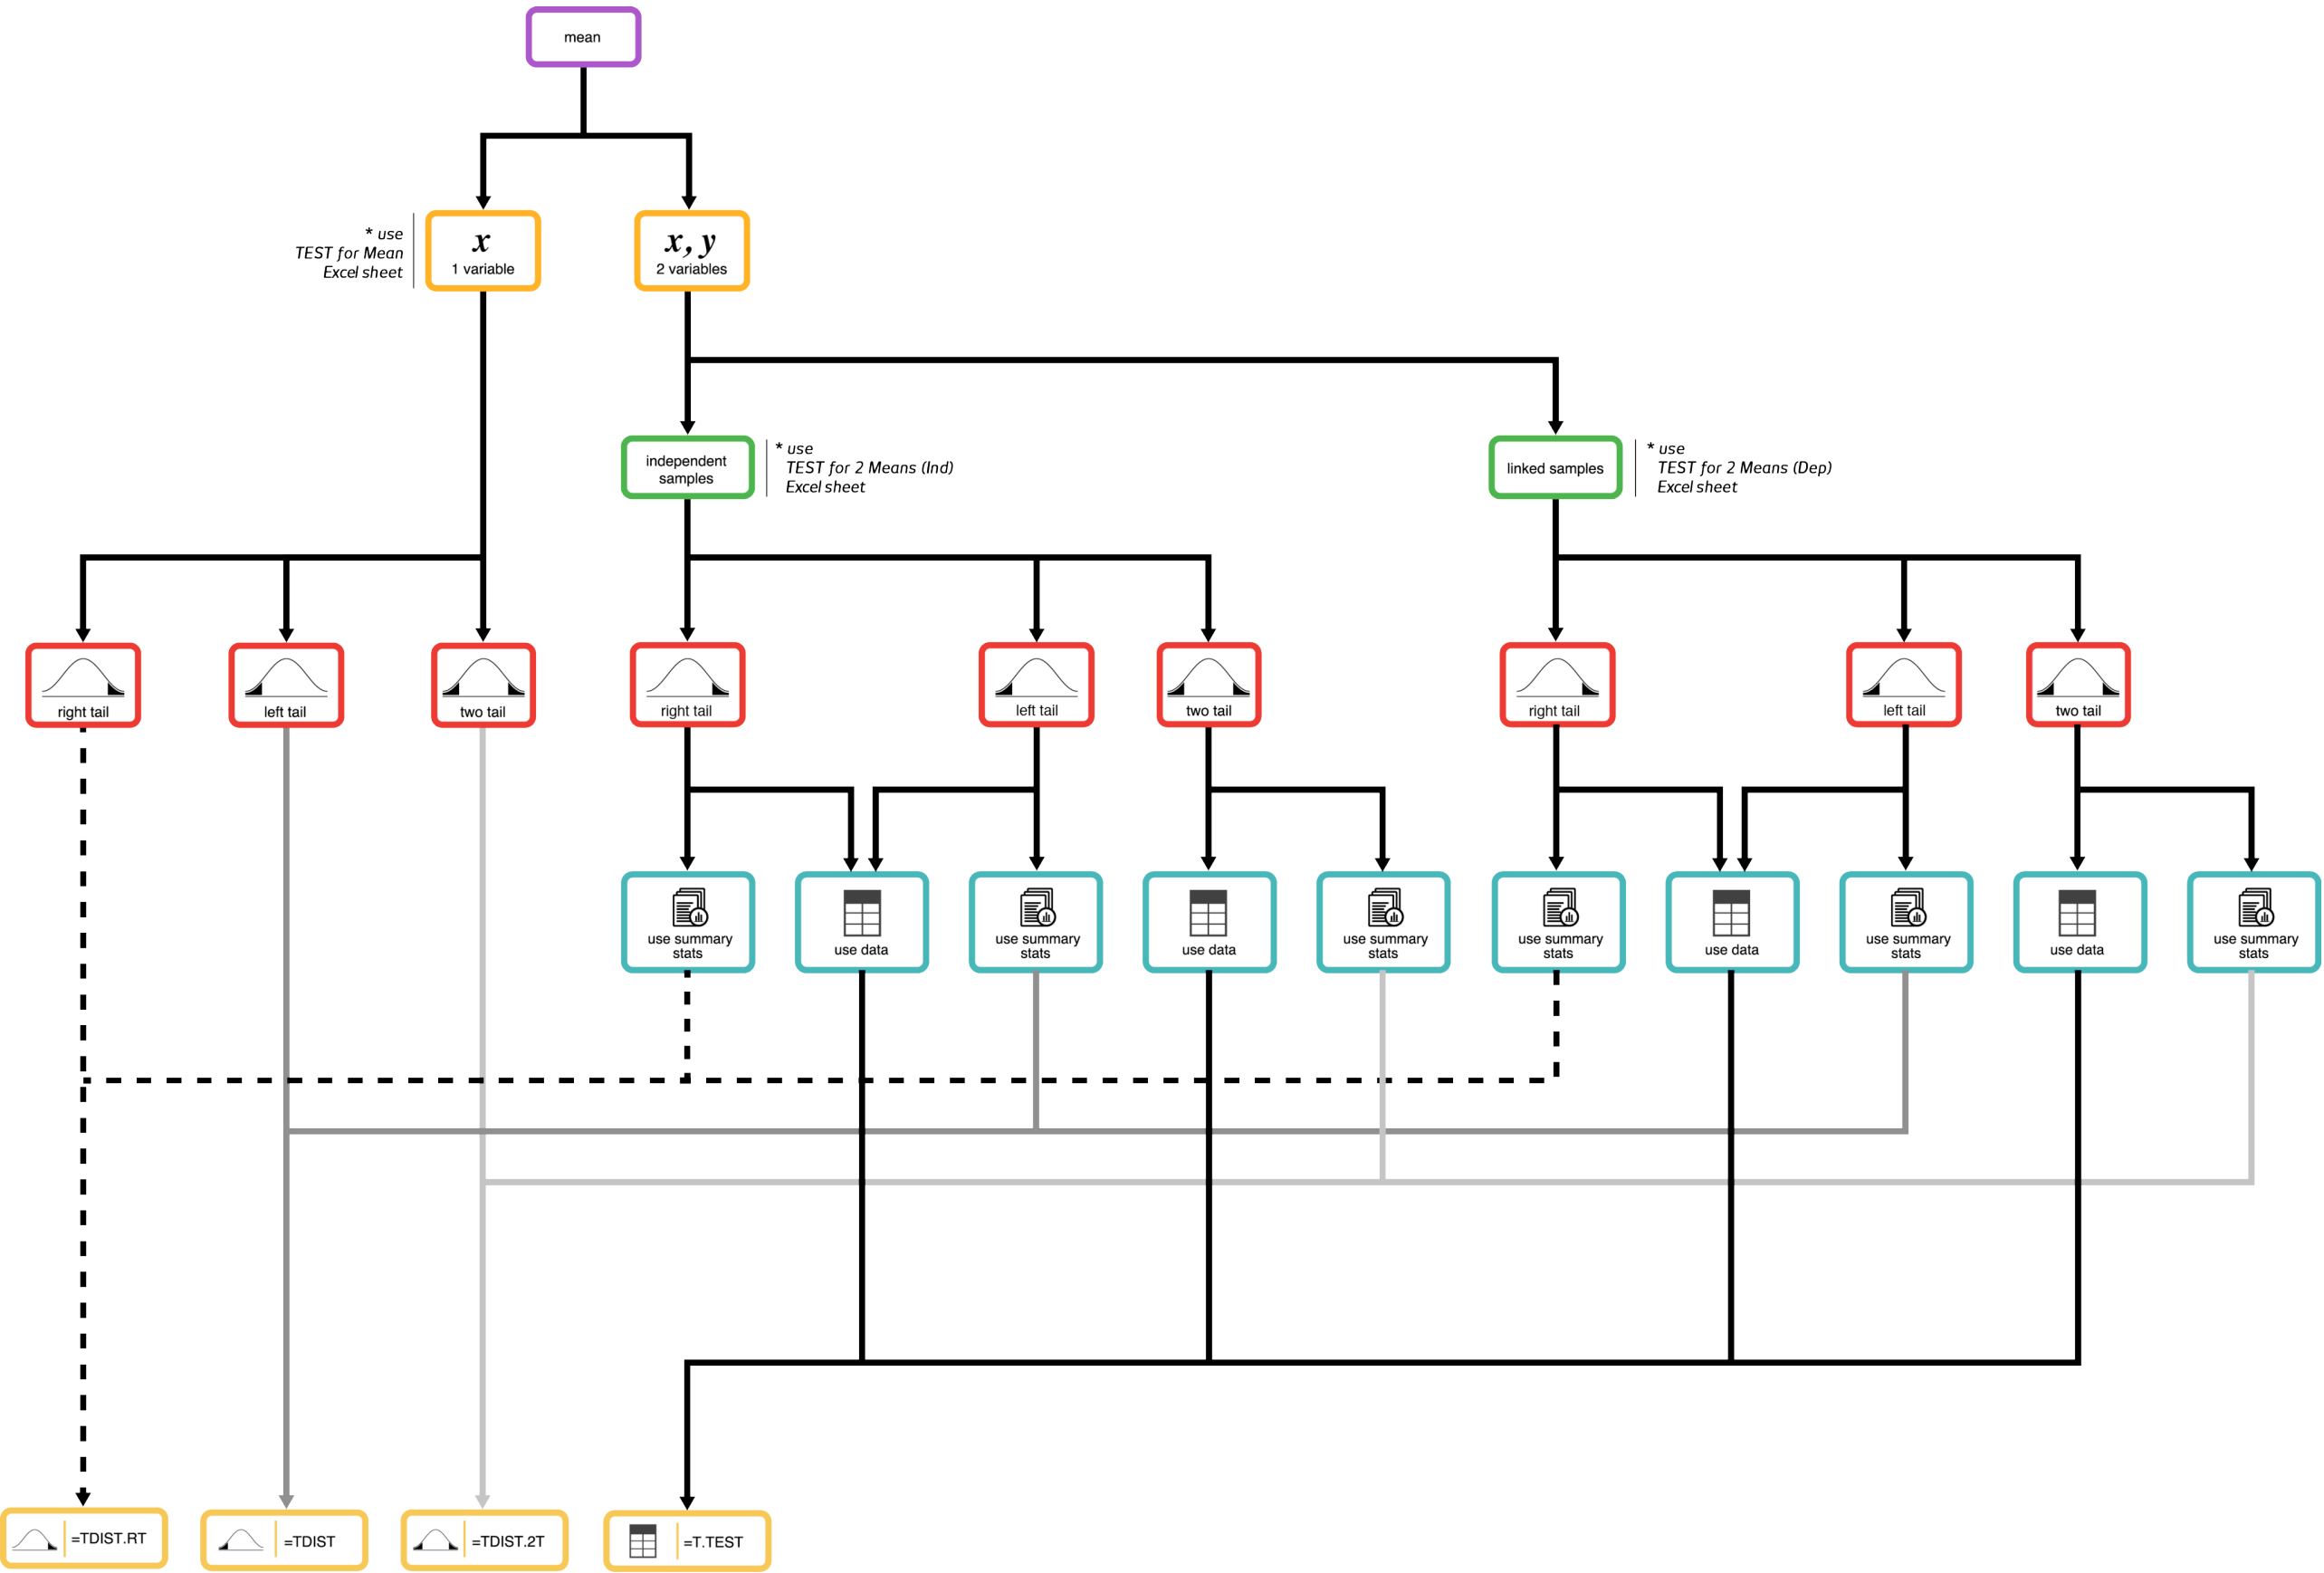 mean
* use
TEST for Mean
Excel sheet
x
1 variable
x, y
2 variables
independent
samples
* use
TEST for 2 Means (Ind)
Excel sheet
linked samples
* use
TEST for 2 Means (Dep)
Excel sheet
right tail
left tail
two tail
right tail
left tail
two tail
right tail
left tail
two tail
use summary
stats
use data
use summary
stats
use data
use summary
stats
use summary
stats
use data
use summary
stats
use data
use summary
stats
=TDIST.RT
=TDIST
=TDIST.2T
=T.TEST